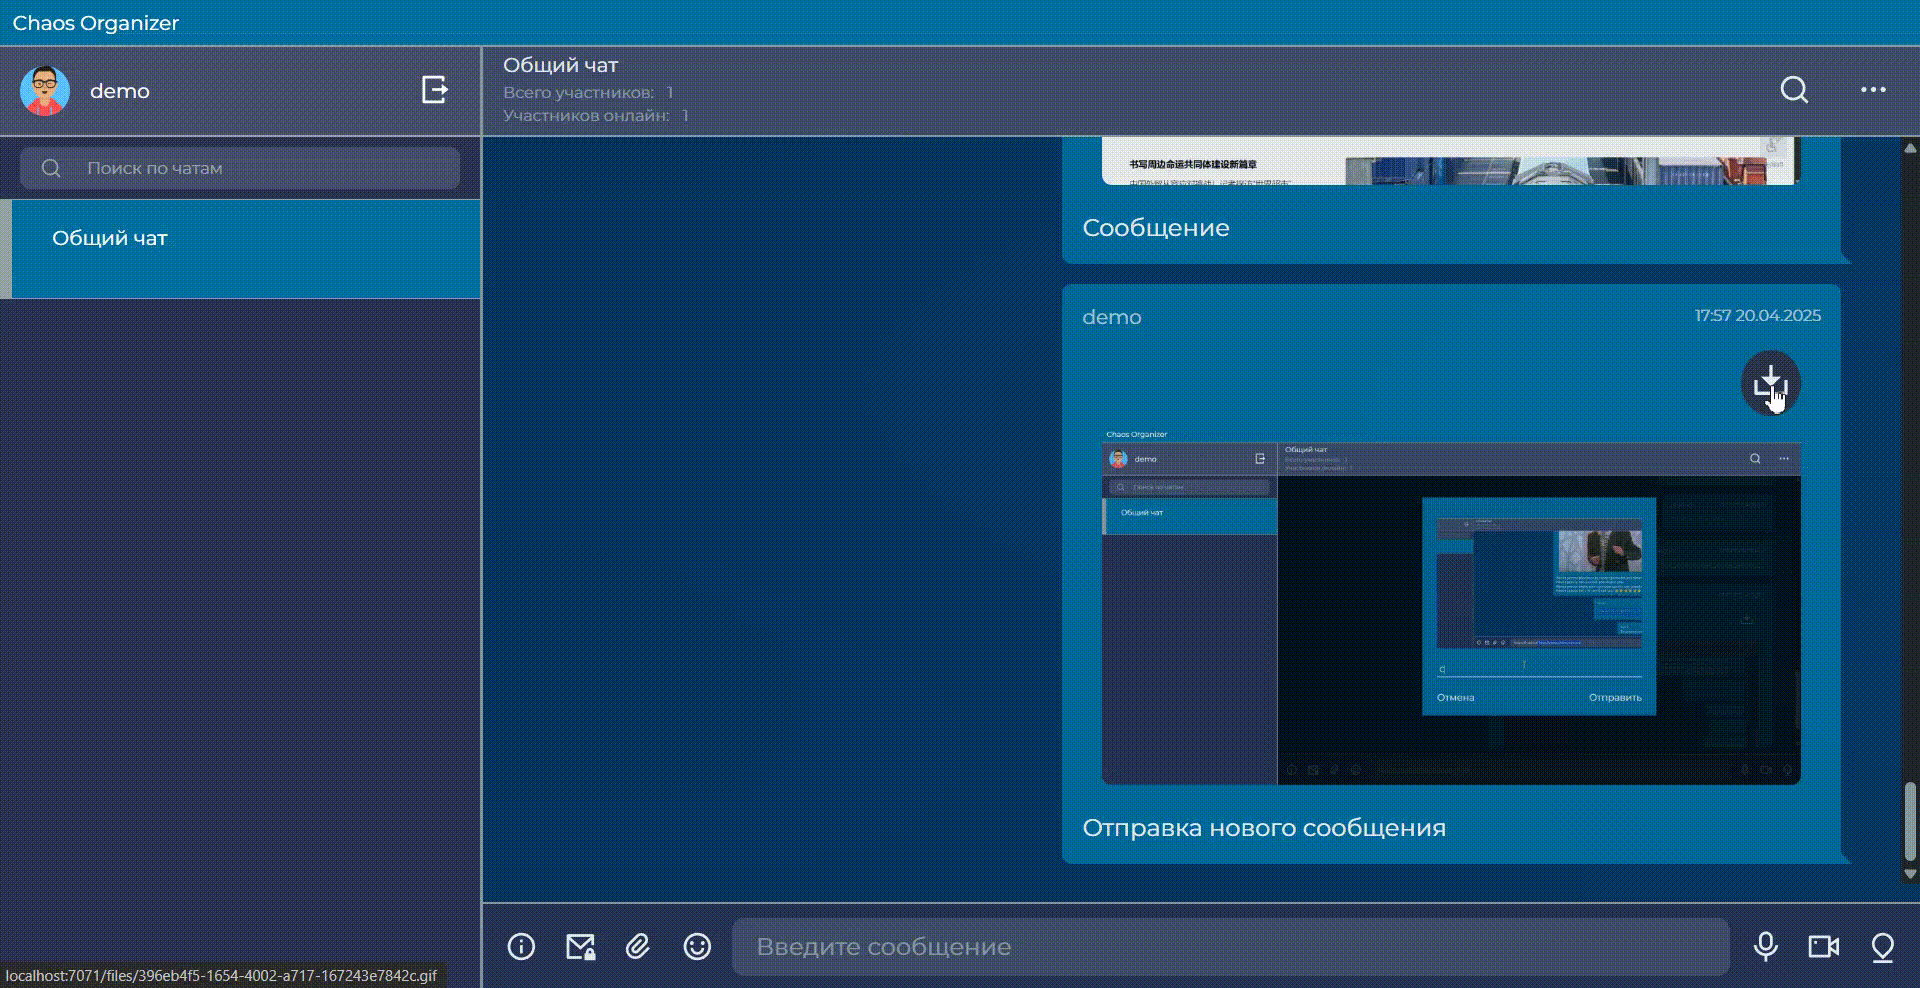 Chaos Organizer
demo
Поиск по чатам
Общий чат
Общий чат
Всего участников: 1
Участников онлайн: 1
书写周边命运共同体建设新篇章
Сообщение
demo
17:57 20.04.2025
Chaos Organizer
demo
Общий чат
Общий чат
Отмена
Отправить
Отправка нового сообщения
Введите сообщение
localhost:7071/files/396eb4f5-1654-4002-a717-167243e7842c.gif